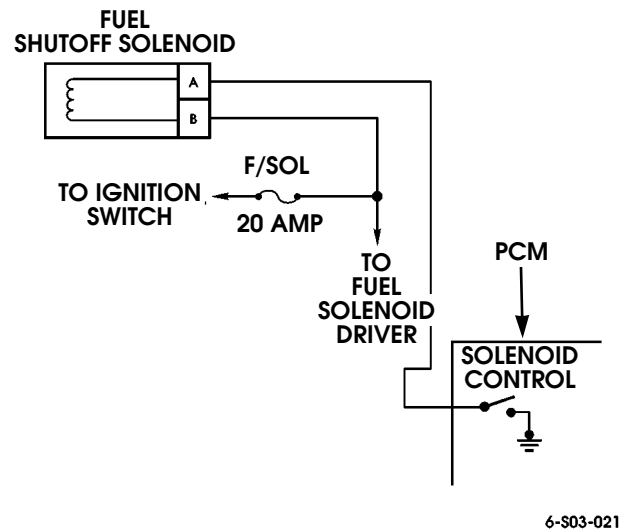 FUEL
SHUTOFF SOLENOID
A
B
F/SOL
TO IGNITION
SWITCH
20 AMP
TO
FUEL
SOLENOID
DRIVER
PCM
SOLENOID
CONTROL
6-S03-021